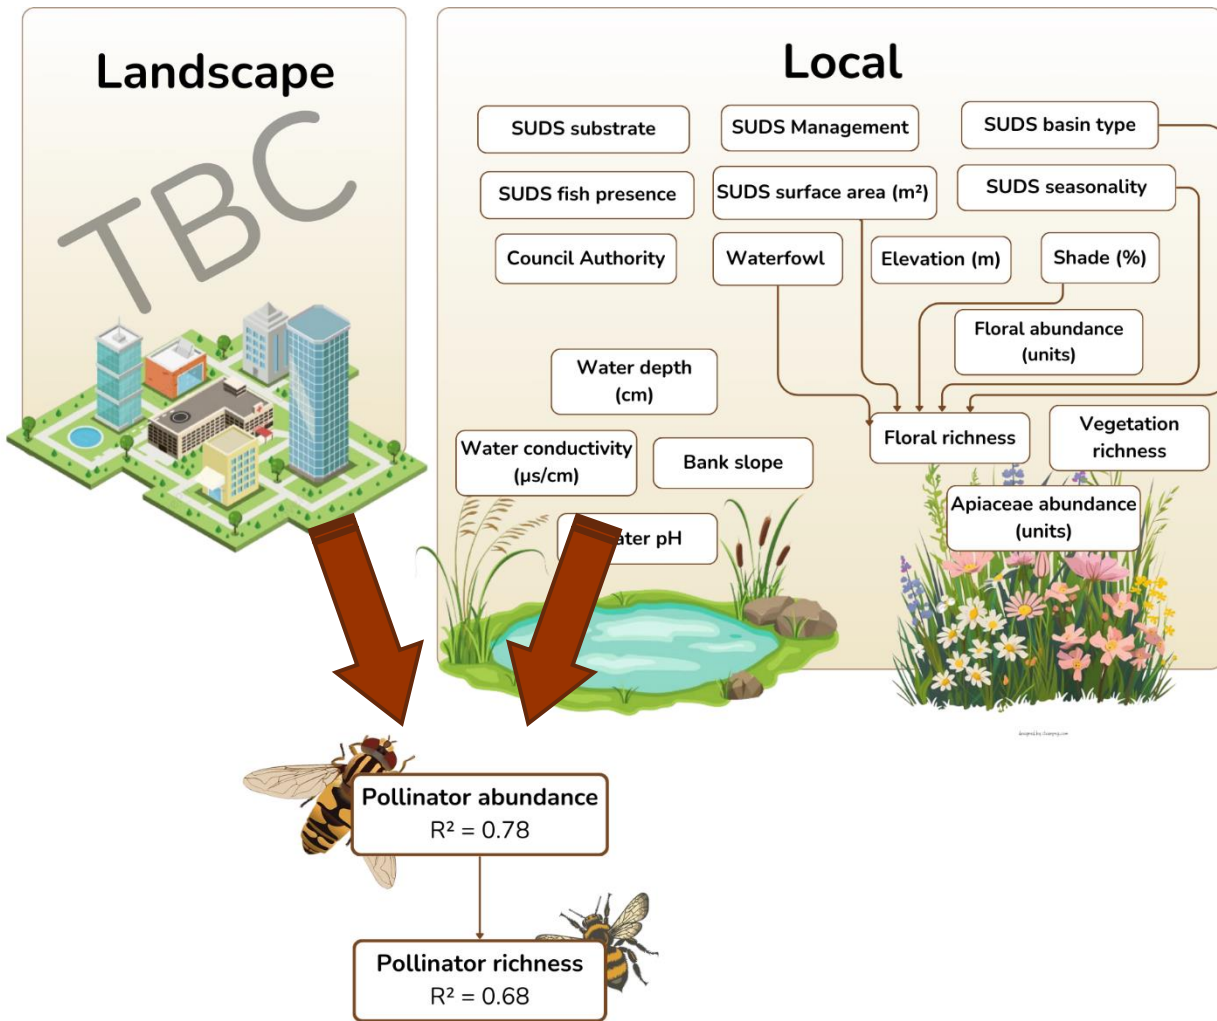 Landscape
TBC
Local
SUDS substrate
SUDS Management
SUDS basin type
SUDS fish presence
SUDS surface area (m²)
SUDS seasonality
Council Authority
Waterfowl
Elevation (m)
Shade (%)
Floral abundance
(units)
Water depth
(cm)
Floral richness
Vegetation
richness
Water conductivity
(µs/cm)
Bank slope
Apiaceae abundance
(units)
ater pH
Pollinator abundance
R² = 0.78
Pollinator richness
R² = 0.68